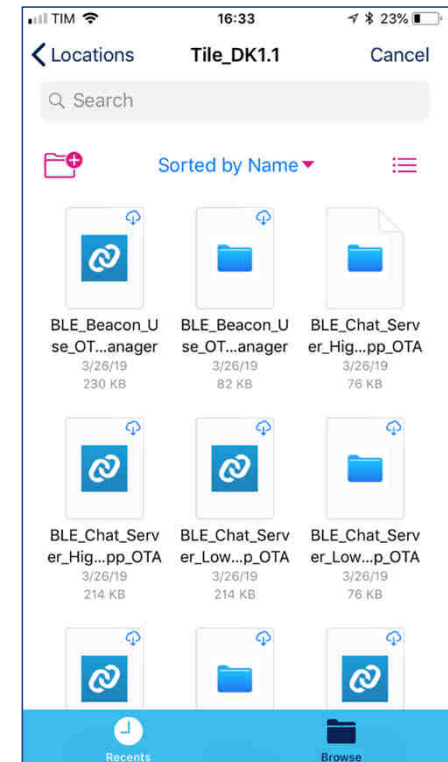 TIM 16:33 23%
Locations Tile_DK1.1 Cancel
Search
Sorted by Name
BLE_Beacon_U BLE_Beacon_U BLE_Chat_Serv
se_OT...anager se_OT...anager er_Hig...pp_OTA
3/26/19 3/26/19 3/26/19
230 KB 82 KB 76 KB
BLE_Chat_Serv BLE_Chat_Serv BLE_Chat_Serv
er_Hig...pp_OTA er_Low...p_OTA er_Low...p_OTA
3/26/19 3/26/19 3/26/19
214 KB 214 KB 76 KB
Recents Browse